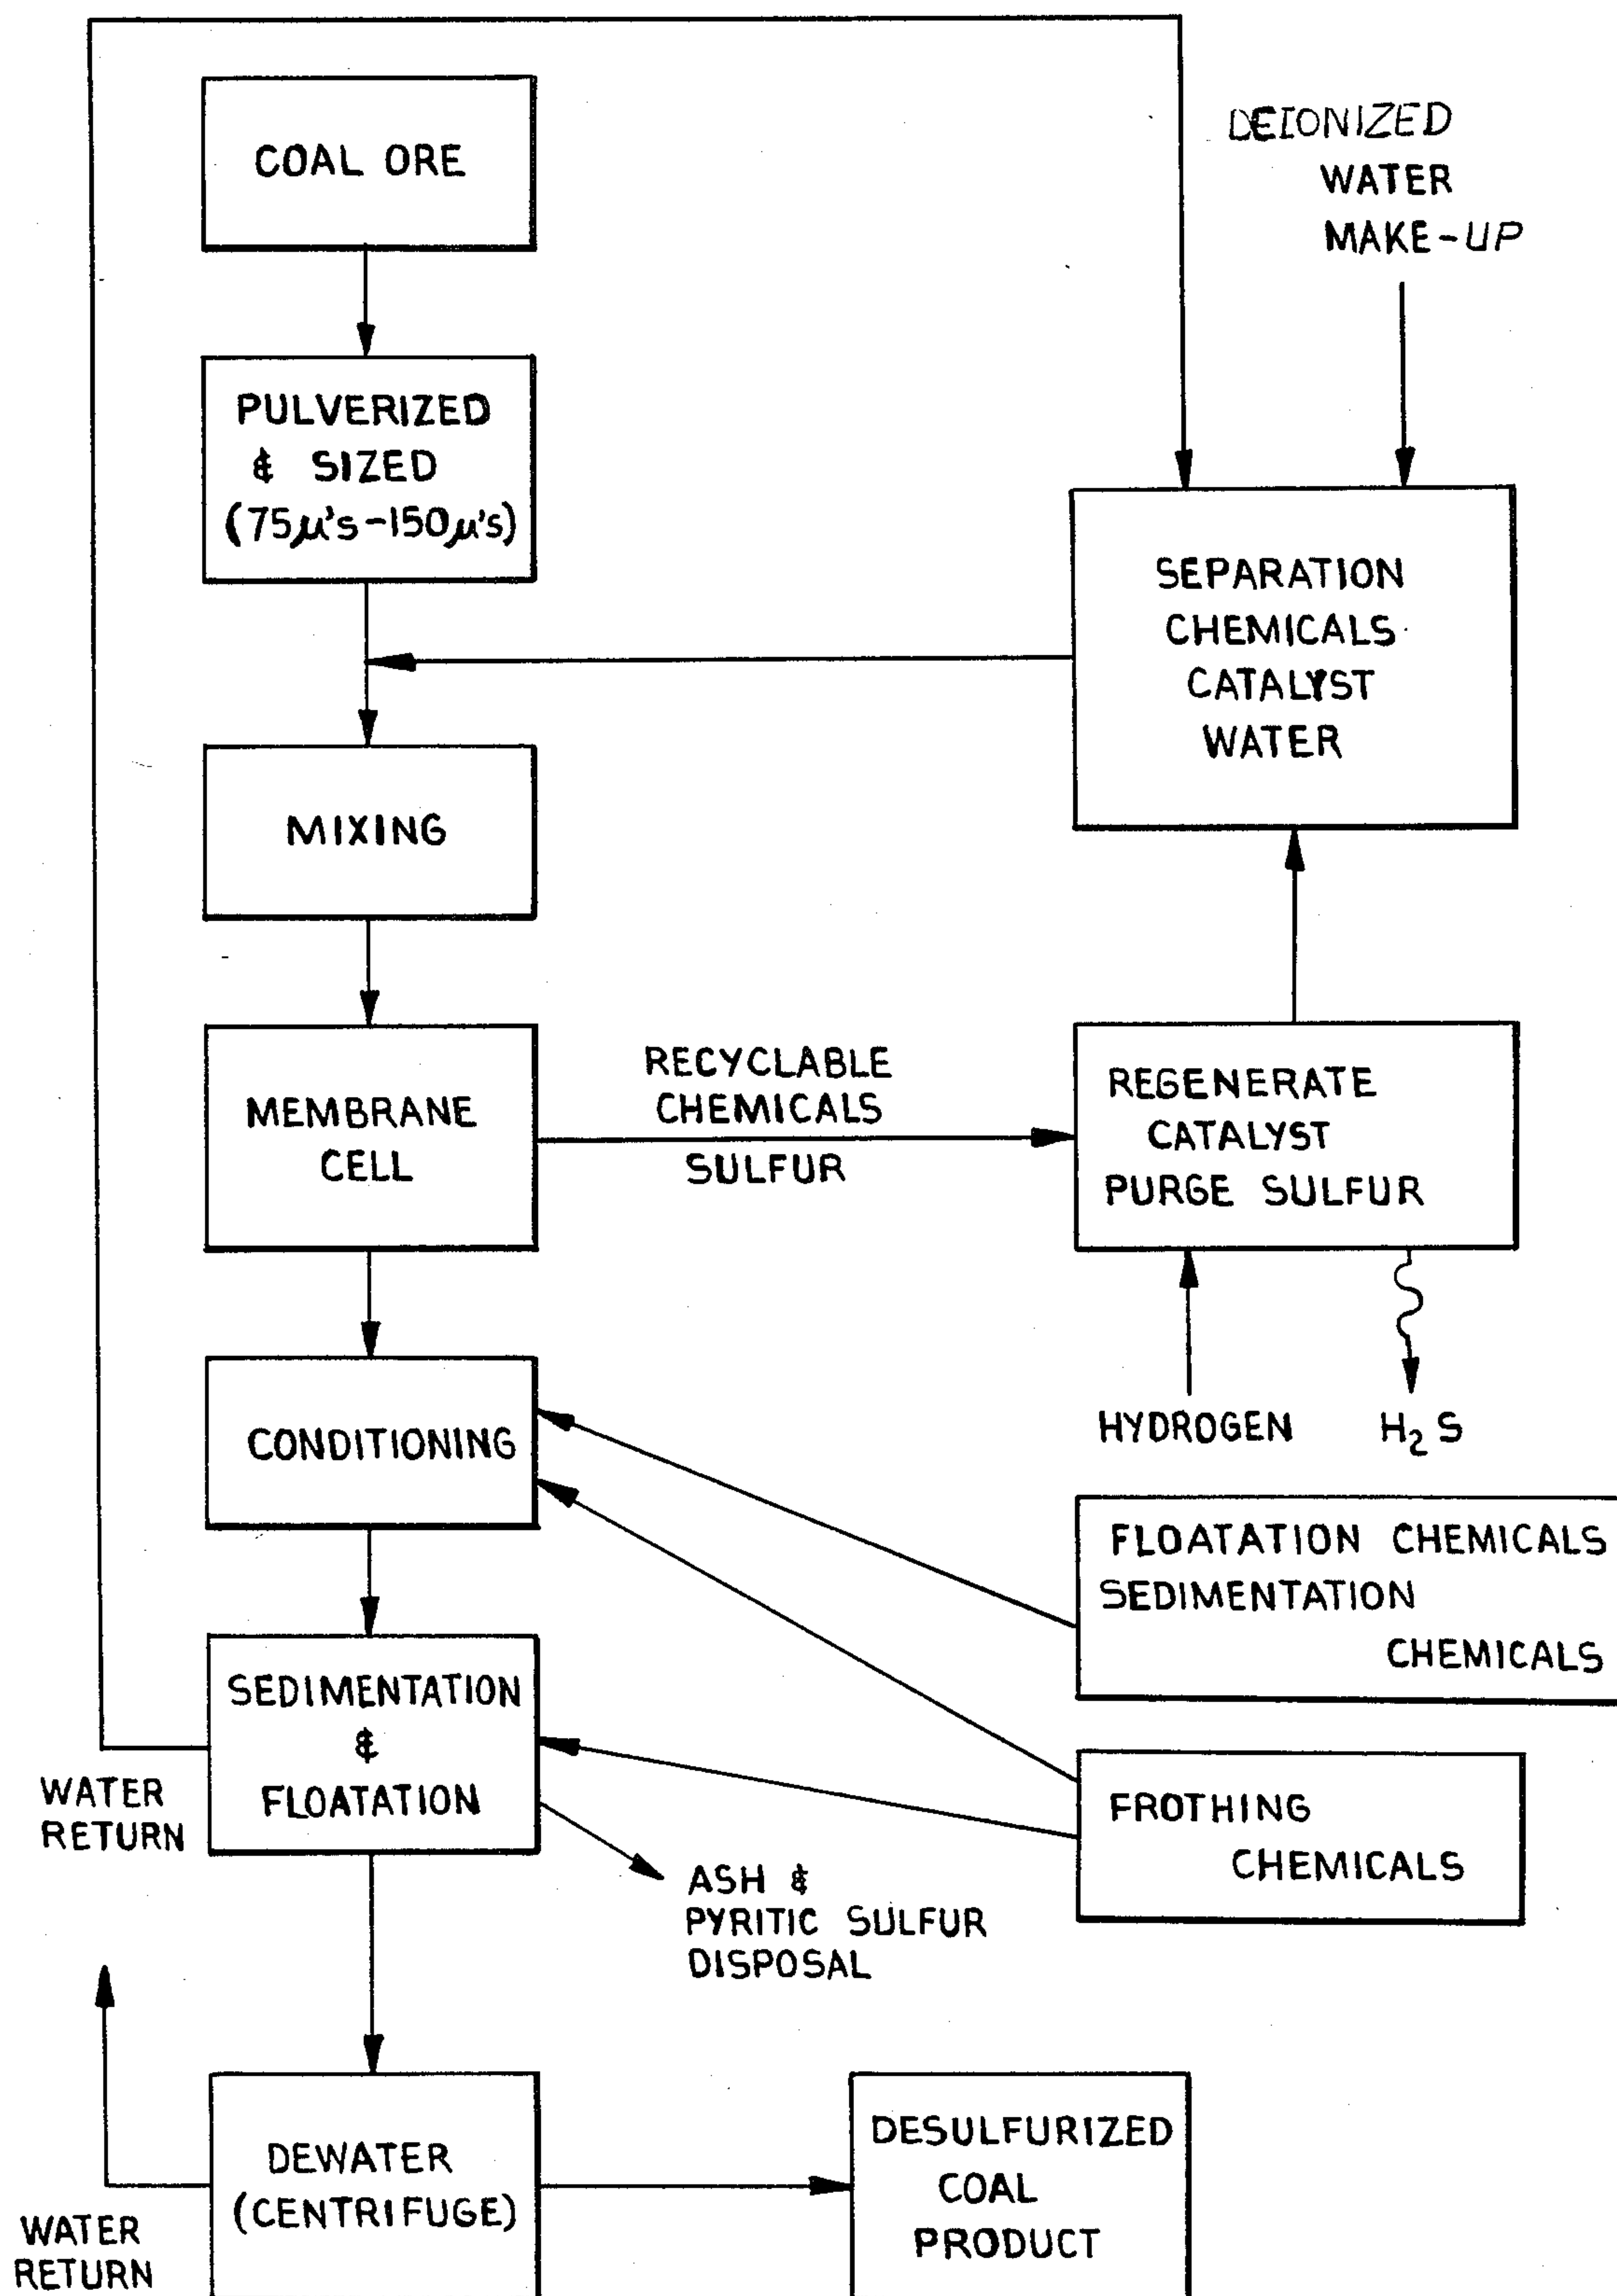 COAL ORE
DEIONIZED
WATER
MAKE-UP
PULVERIZED
& SIZED
(75μ's-150μ's)
SEPARATION
CHEMICALS
CATALYST
WATER
MIXING
MEMBRANE
CELL
RECYCLABLE
CHEMICALS
SULFUR
REGENERATE
CATALYST
PURGE SULFUR
HYDROGEN
H₂S
CONDITIONING
FLOATATION CHEMICALS
SEDIMENTATION
CHEMICALS
SEDIMENTATION
&
FLOATATION
WATER
RETURN
FROTHING
CHEMICALS
ASH &
PYRITIC SULFUR
DISPOSAL
DEWATER
(CENTRIFUGE)
WATER
RETURN
DESULFURIZED
COAL
PRODUCT